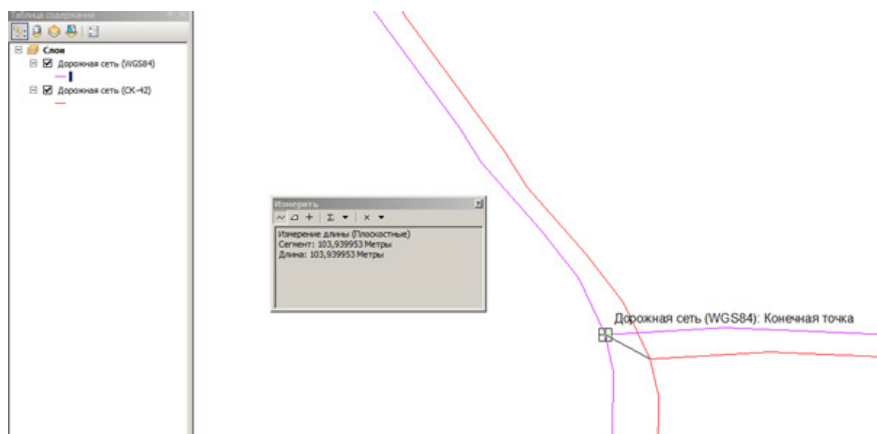 Таблица содержания
Слои
Дорожная сеть (WGS84)
Дорожная сеть (СК-42)
Измерить
Измерение длины (Плоскостные)
Сегмент: 103,939953 Метры
Длина: 103,939953 Метры
Дорожная сеть (WGS84): Конечная точка